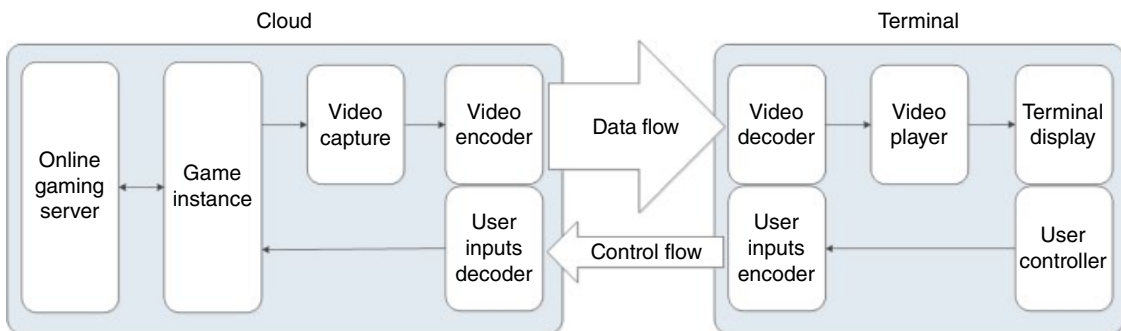 Cloud
Terminal
Online
gaming
server
Game
instance
Video
capture
Video
encoder
Data flow
Video
decoder
Video
player
Terminal
display
User
inputs
decoder
Control flow
User
inputs
encoder
User
controller